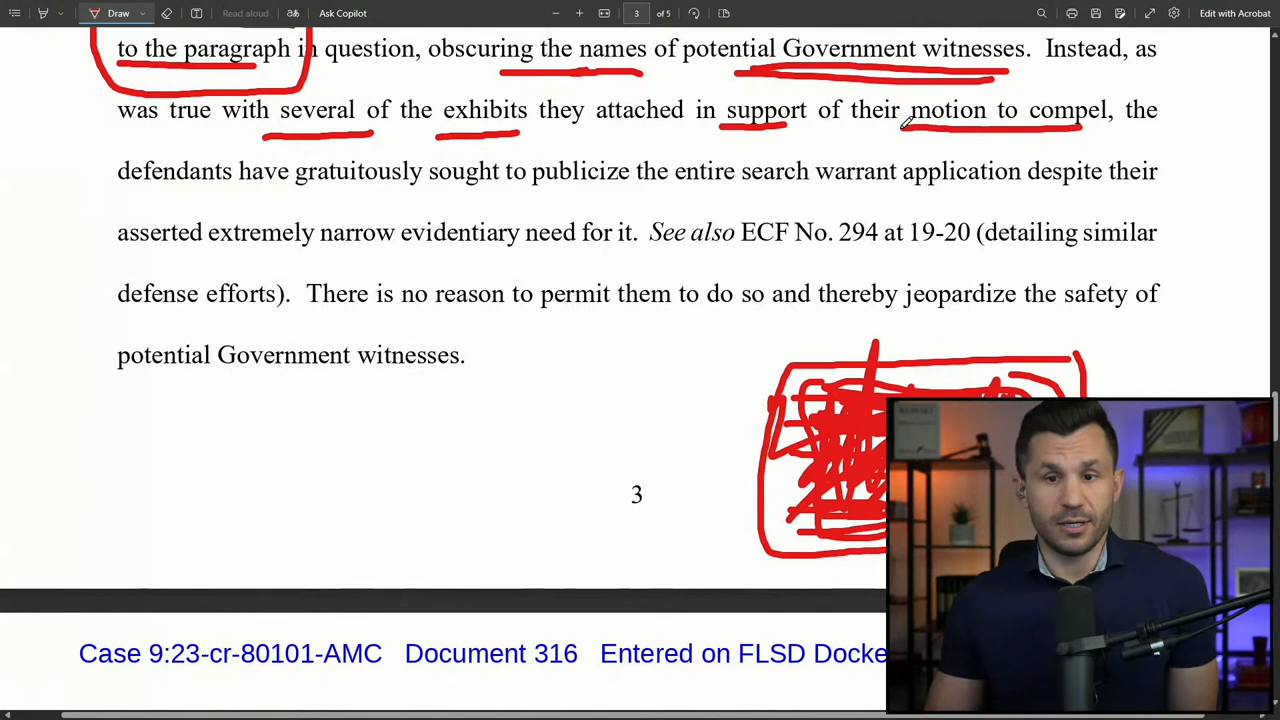 Draw
Read aloud
Ask Copilot
3
of 5
Edit with Acrobat
to the paragraph in question, obscuring the names of potential Government witnesses. Instead, as
was true with several of the exhibits they attached in support of their motion to compel, the
defendants have gratuitously sought to publicize the entire search warrant application despite their
asserted extremely narrow evidentiary need for it. See also ECF No. 294 at 19-20 (detailing similar
defense efforts). There is no reason to permit them to do so and thereby jeopardize the safety of
potential Government witnesses.
3
Case 9:23-cr-80101-AMC Document 316 Entered on FLSD Docke